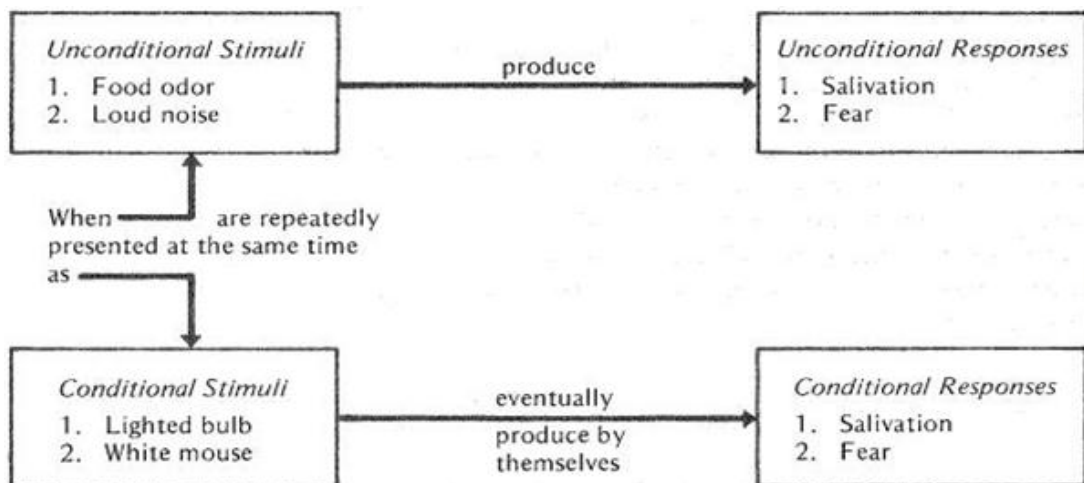 Unconditional Stimuli
1. Food odor
2. Loud noise
produce
Unconditional Responses
1. Salivation
2. Fear
When are repeatedly
presented at the same time
as
Conditional Stimuli
1. Lighted bulb
2. White mouse
eventually
produce by
themselves
Conditional Responses
1. Salivation
2. Fear